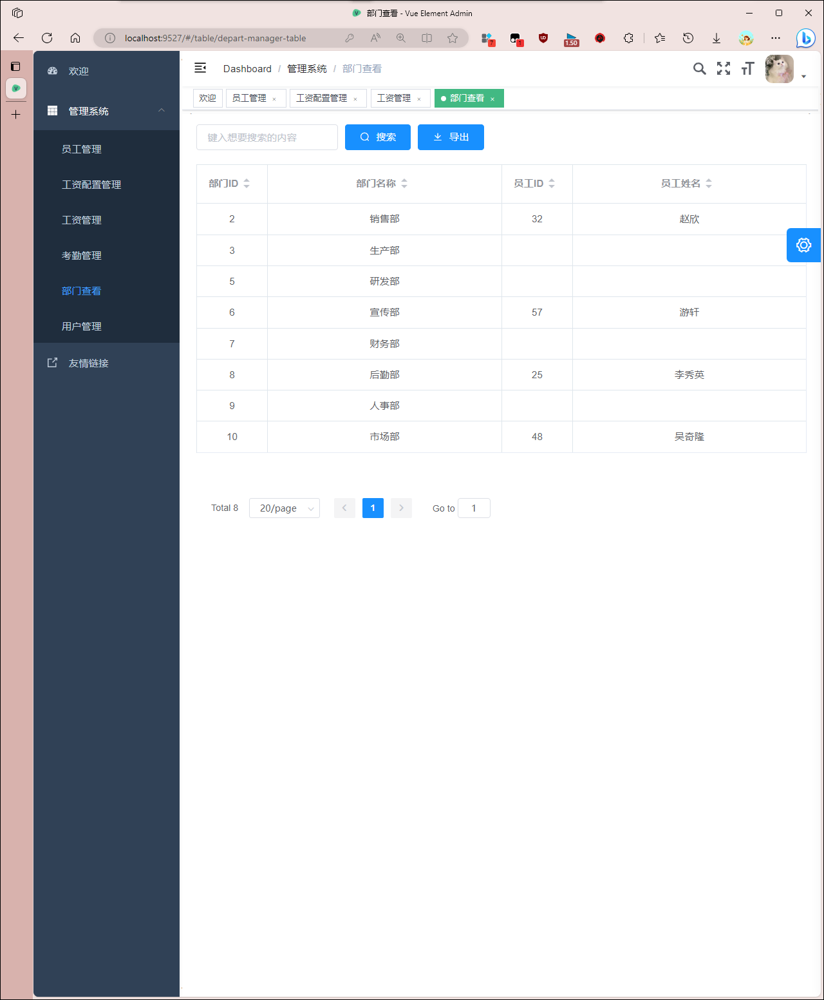 部门查看 - Vue Element Admin
localhost:9527/#/table/depart-manager-table
7
1
1.50
欢迎
管理系统
员工管理
工资配置管理
工资管理
考勤管理
部门查看
用户管理
友情链接
Dashboard / 管理系统 / 部门查看
欢迎 员工管理 × 工资配置管理 × 工资管理 × 部门查看 ×
键入想要搜索的内容 搜索 导出
部门ID 部门名称 员工ID 员工姓名
2 销售部 32 赵欣
3 生产部
5 研发部
6 宣传部 57 游轩
7 财务部
8 后勤部 25 李秀英
9 人事部
10 市场部 48 吴奇隆
Total 8 20/page 1 Go to 1